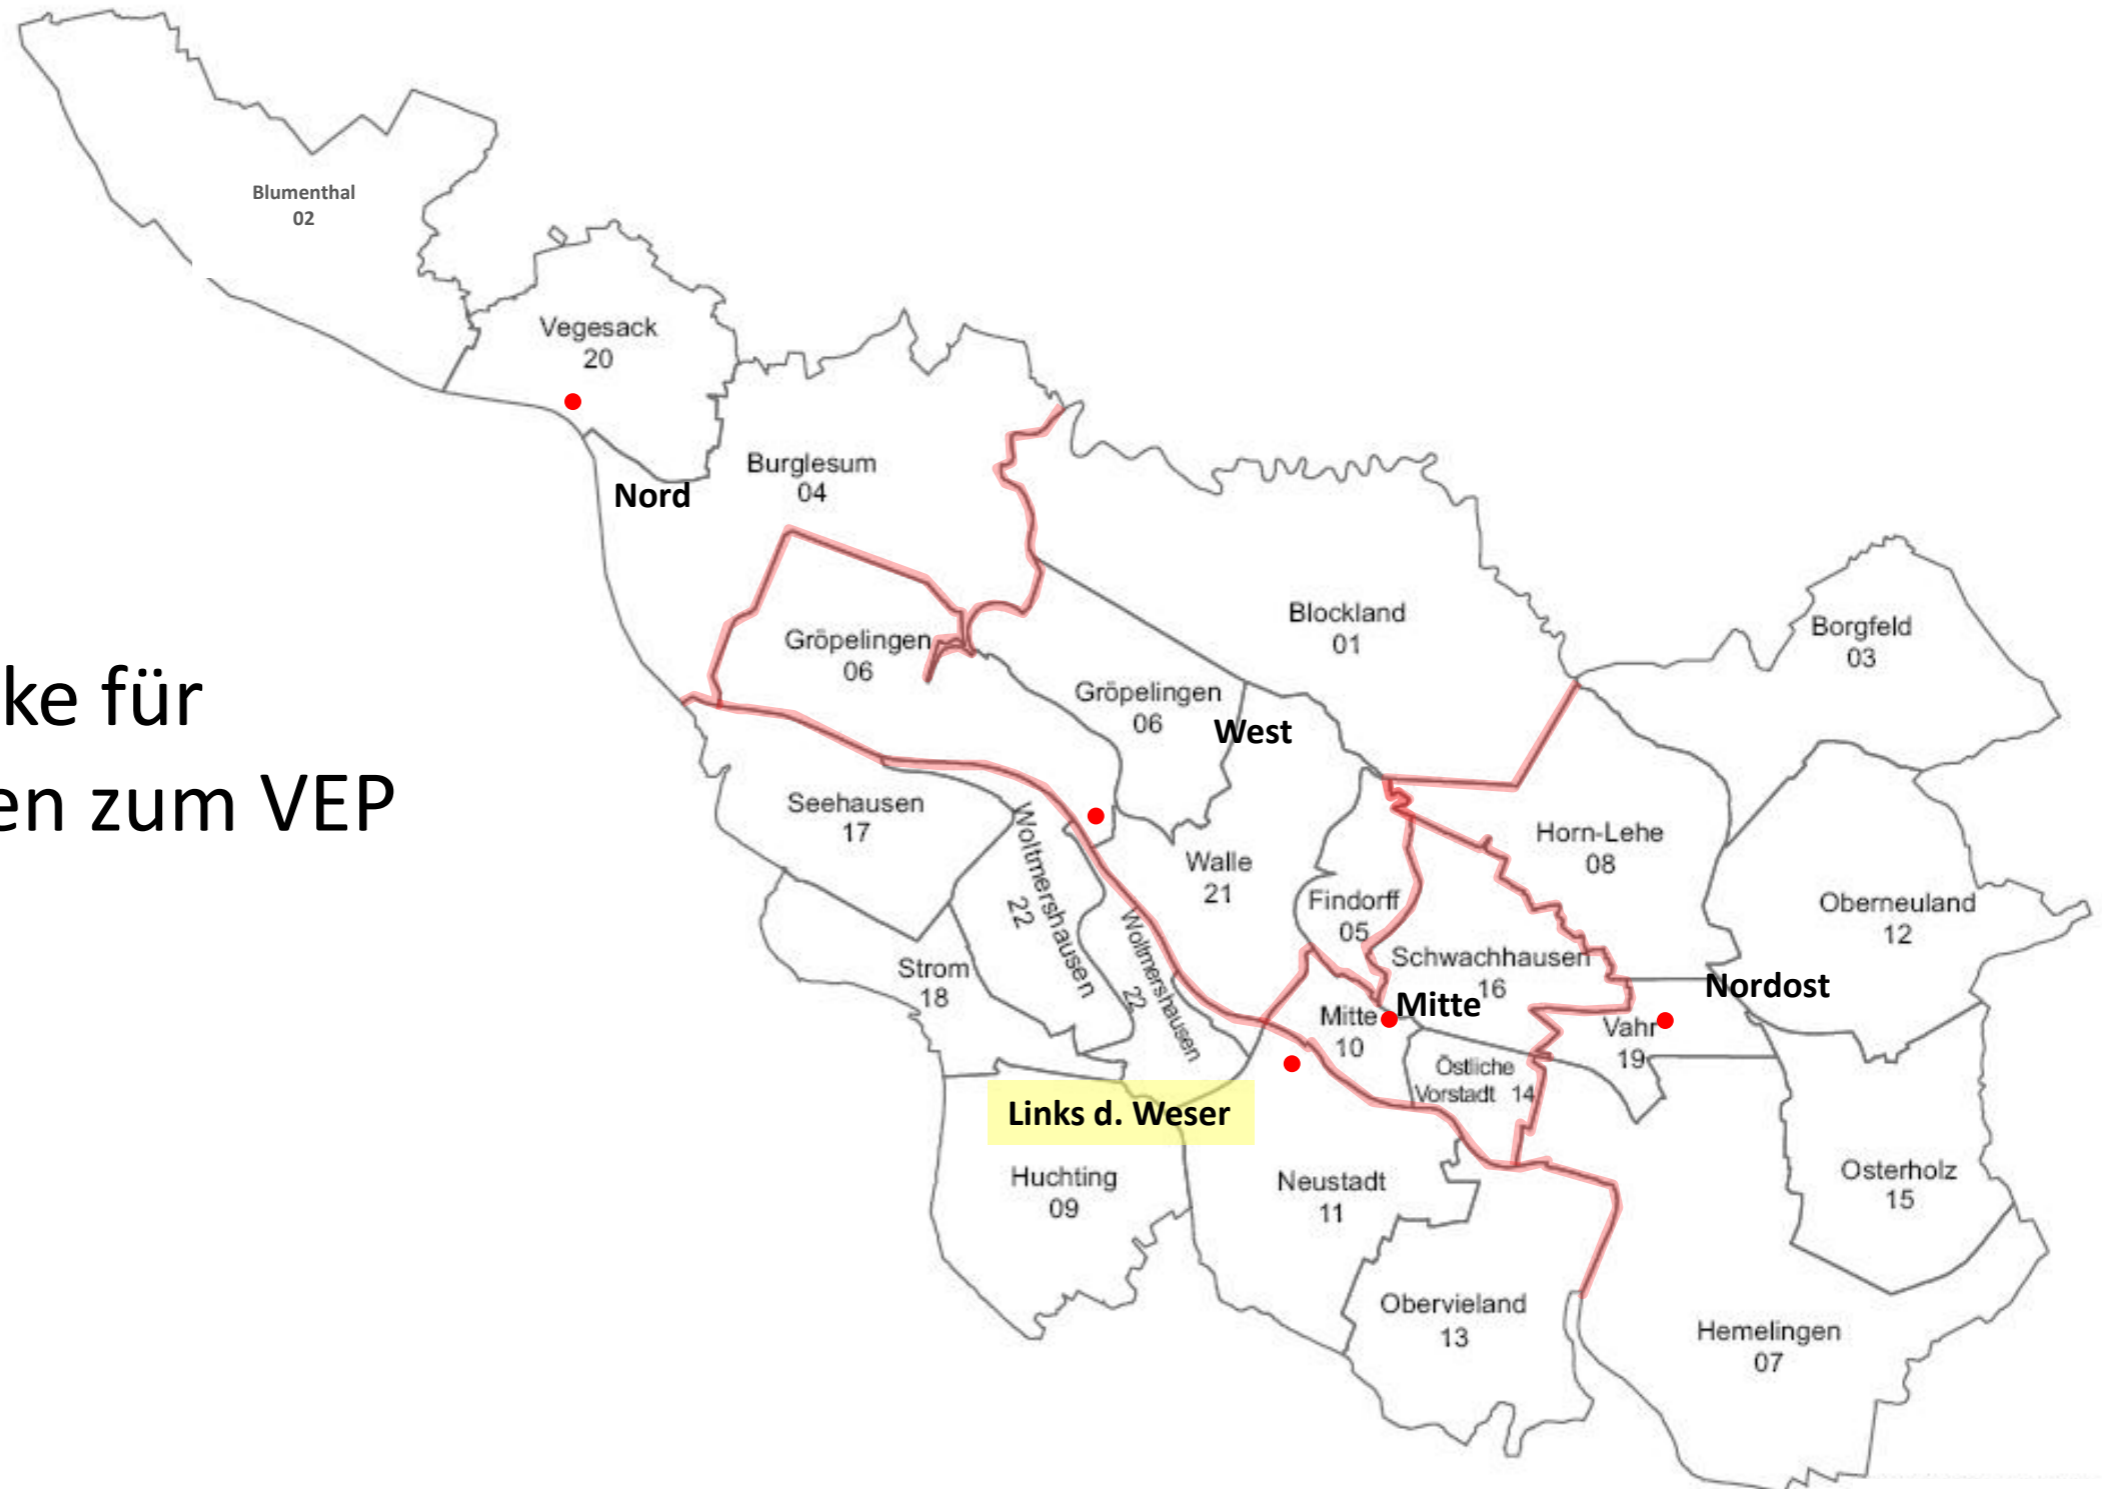 Blumenthal
02
Vegesack
20
Burglesum
04
Nord
Gröpelingen
06
Gröpelingen
06
West
Blockland
01
Borgfeld
03
ke für
en zum VEP
Seehausen
17
Woltmershausen
22
Woltmershausen
22
Walle
21
Findorff
05
Horn-Lehe
08
Oberneuland
12
Strom
18
Schwachhausen
16
Mitte
Mitte
10
Nordost
Vahr
19
Östliche
Vorstadt 14
Links d. Weser
Huchting
09
Neustadt
11
Osterholz
15
Obervieland
13
Hemelingen
07